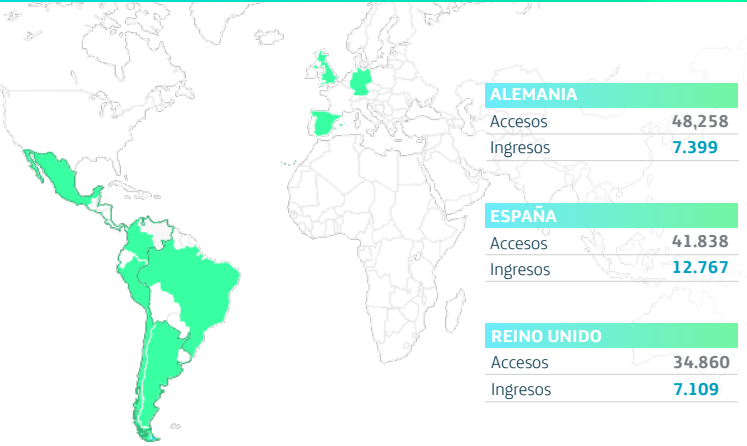 ALEMANIA
Accesos 48,258
Ingresos 7.399
ESPAÑA
Accesos 41.838
Ingresos 12.767
REINO UNIDO
Accesos 34.860
Ingresos 7.109